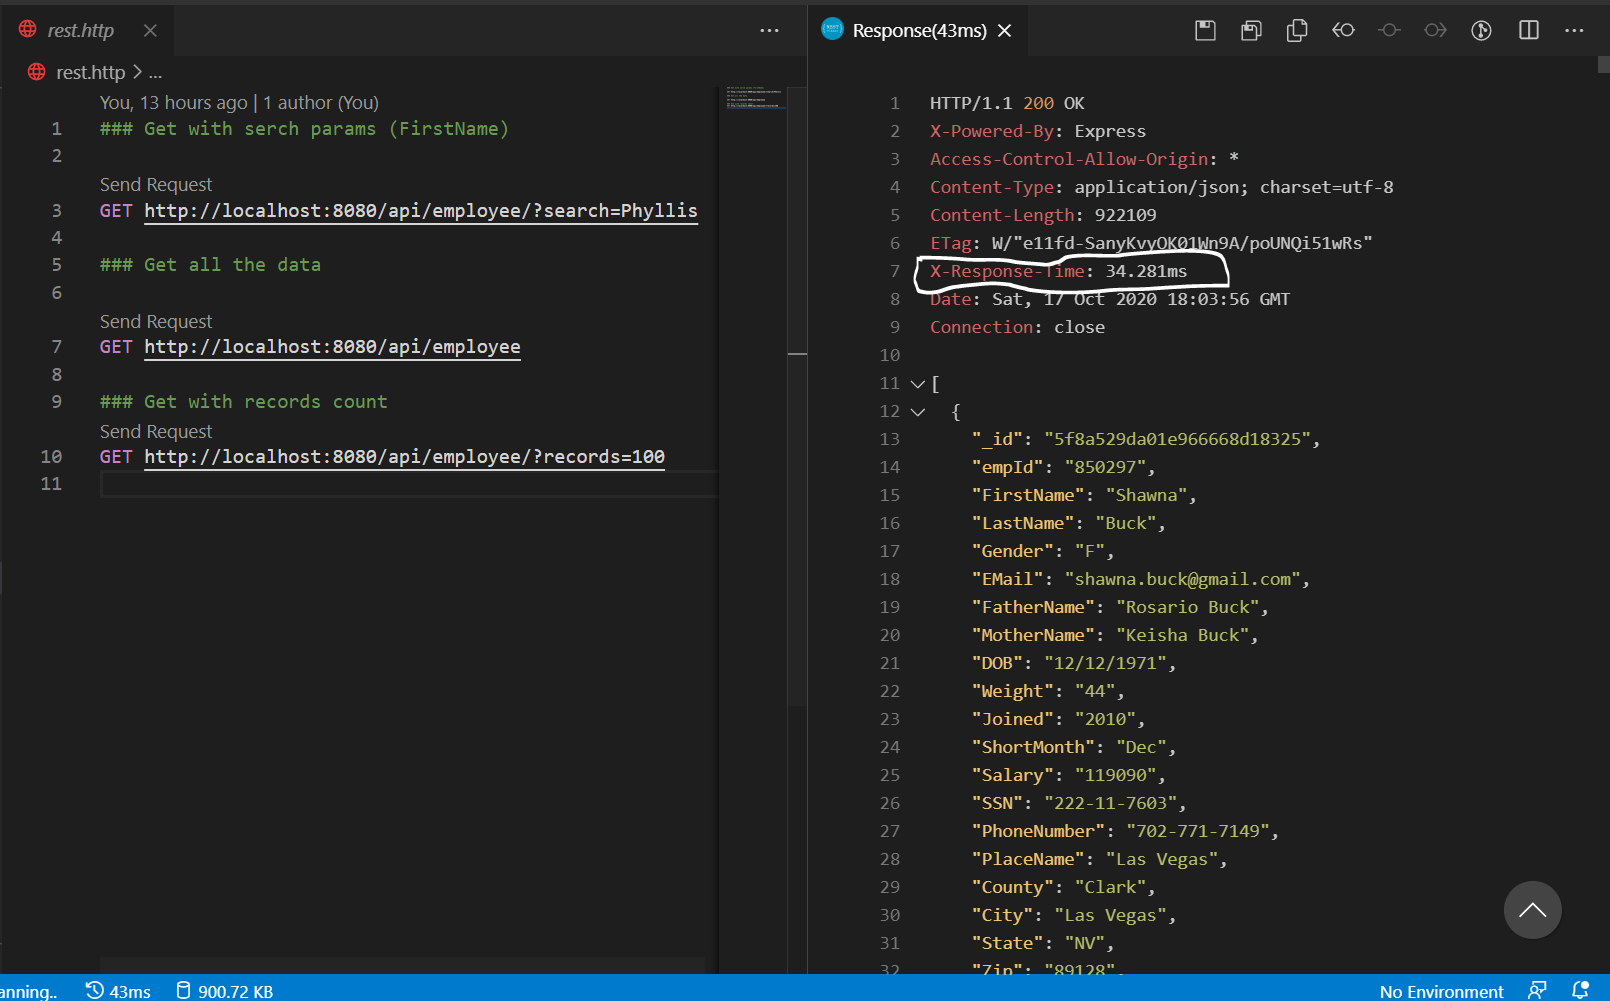 rest.http
rest.http > ...
You, 13 hours ago | 1 author (You)
1 ### Get with serch params (FirstName)
2
Send Request
3 GET http://localhost:8080/api/employee/?search=Phyllis
4
5 ### Get all the data
6
Send Request
7 GET http://localhost:8080/api/employee
8
9 ### Get with records count
Send Request
10 GET http://localhost:8080/api/employee/?records=100
11
Response(43ms)
1 HTTP/1.1 200 OK
2 X-Powered-By: Express
3 Access-Control-Allow-Origin: *
4 Content-Type: application/json; charset=utf-8
5 Content-Length: 922109
6 ETag: W/"e11fd-SanyKvyOK01Wn9A/poUNQi51wRs"
7 X-Response-Time: 34.281ms
8 Date: Sat, 17 Oct 2020 18:03:56 GMT
9 Connection: close
10
11 [
12 {
13 "_id": "5f8a529da01e966668d18325",
14 "empId": "850297",
15 "FirstName": "Shawna",
16 "LastName": "Buck",
17 "Gender": "F",
18 "EMail": "shawna.buck@gmail.com",
19 "FatherName": "Rosario Buck",
20 "MotherName": "Keisha Buck",
21 "DOB": "12/12/1971",
22 "Weight": "44",
23 "Joined": "2010",
24 "ShortMonth": "Dec",
25 "Salary": "119090",
26 "SSN": "222-11-7603",
27 "PhoneNumber": "702-771-7149",
28 "PlaceName": "Las Vegas",
29 "County": "Clark",
30 "City": "Las Vegas",
31 "State": "NV",
32 "Zip": "89128",
anning.. 43ms 900.72 KB No Environment